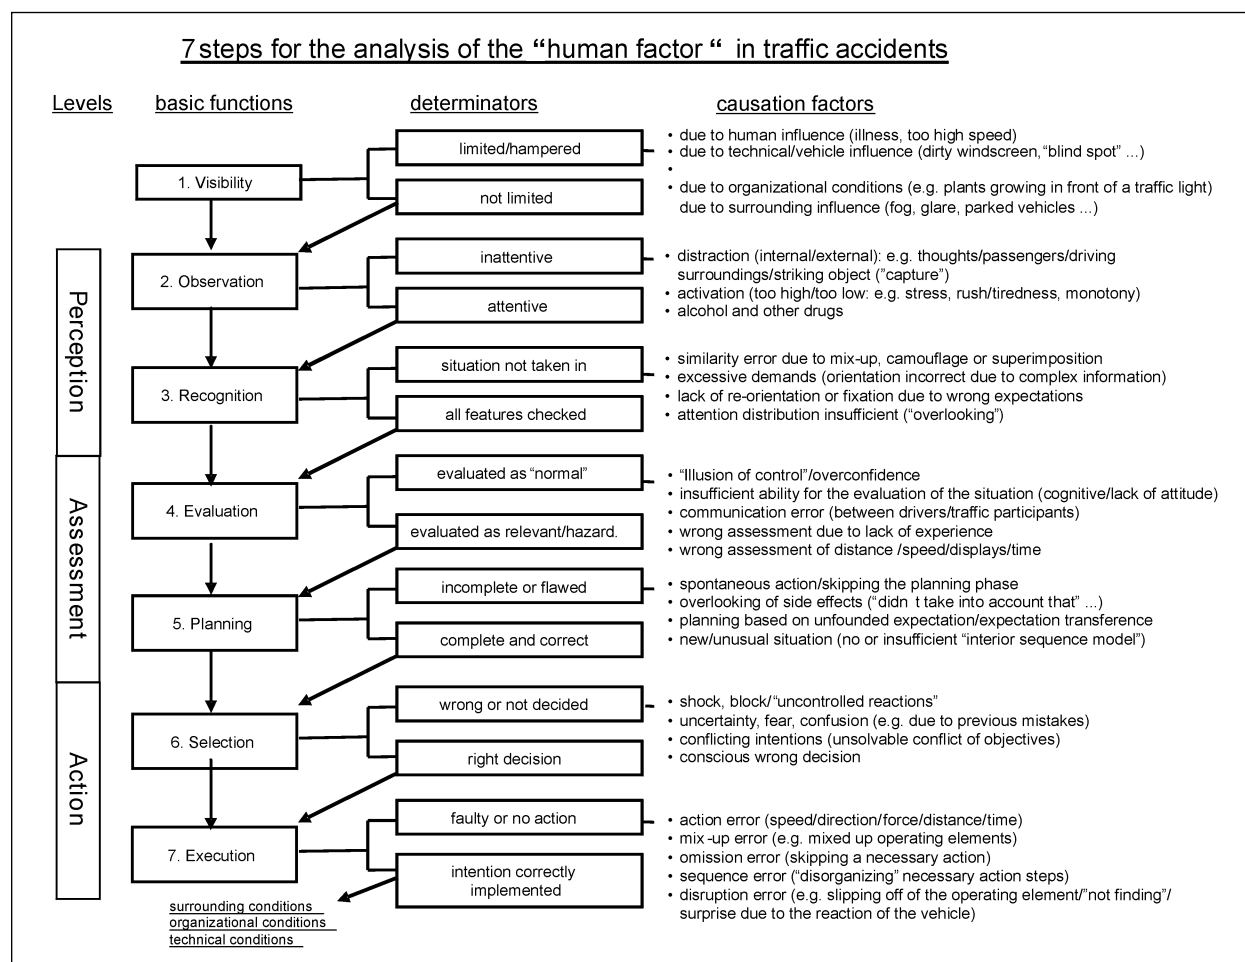 7 steps for the analysis of the “human factor“ in traffic accidents
Levels
basic functions
determinators
causation factors
1. Visibility
limited/hampered
not limited
• due to human influence (illness, too high speed)
• due to technical/vehicle influence (dirty windscreen,“blind spot” ...)
•
• due to organizational conditions (e.g. plants growing in front of a traffic light)
due to surrounding influence (fog, glare, parked vehicles ...)
Perception
2. Observation
inattentive
attentive
• distraction (internal/external): e.g. thoughts/passengers/driving
surroundings/striking object (”capture”)
• activation (too high/too low: e.g. stress, rush/tiredness, monotony)
• alcohol and other drugs
3. Recognition
situation not taken in
all features checked
• similarity error due to mix-up, camouflage or superimposition
• excessive demands (orientation incorrect due to complex information)
• lack of re-orientation or fixation due to wrong expectations
• attention distribution insufficient (“overlooking”)
Assessment
4. Evaluation
evaluated as “normal”
evaluated as relevant/hazard.
• “Illusion of control”/overconfidence
• insufficient ability for the evaluation of the situation (cognitive/lack of attitude)
• communication error (between drivers/traffic participants)
• wrong assessment due to lack of experience
• wrong assessment of distance /speed/displays/time
5. Planning
incomplete or flawed
complete and correct
• spontaneous action/skipping the planning phase
• overlooking of side effects (“didn t take into account that” ...)
• planning based on unfounded expectation/expectation transference
• new/unusual situation (no or insufficient “interior sequence model”)
Action
6. Selection
wrong or not decided
right decision
• shock, block/“uncontrolled reactions”
• uncertainty, fear, confusion (e.g. due to previous mistakes)
• conflicting intentions (unsolvable conflict of objectives)
• conscious wrong decision
7. Execution
faulty or no action
intention correctly
implemented
• action error (speed/direction/force/distance/time)
• mix-up error (e.g. mixed up operating elements)
• omission error (skipping a necessary action)
• sequence error (“disorganizing” necessary action steps)
• disruption error (e.g. slipping off of the operating element/”not finding”/
surprise due to the reaction of the vehicle)
surrounding conditions
organizational conditions
technical conditions